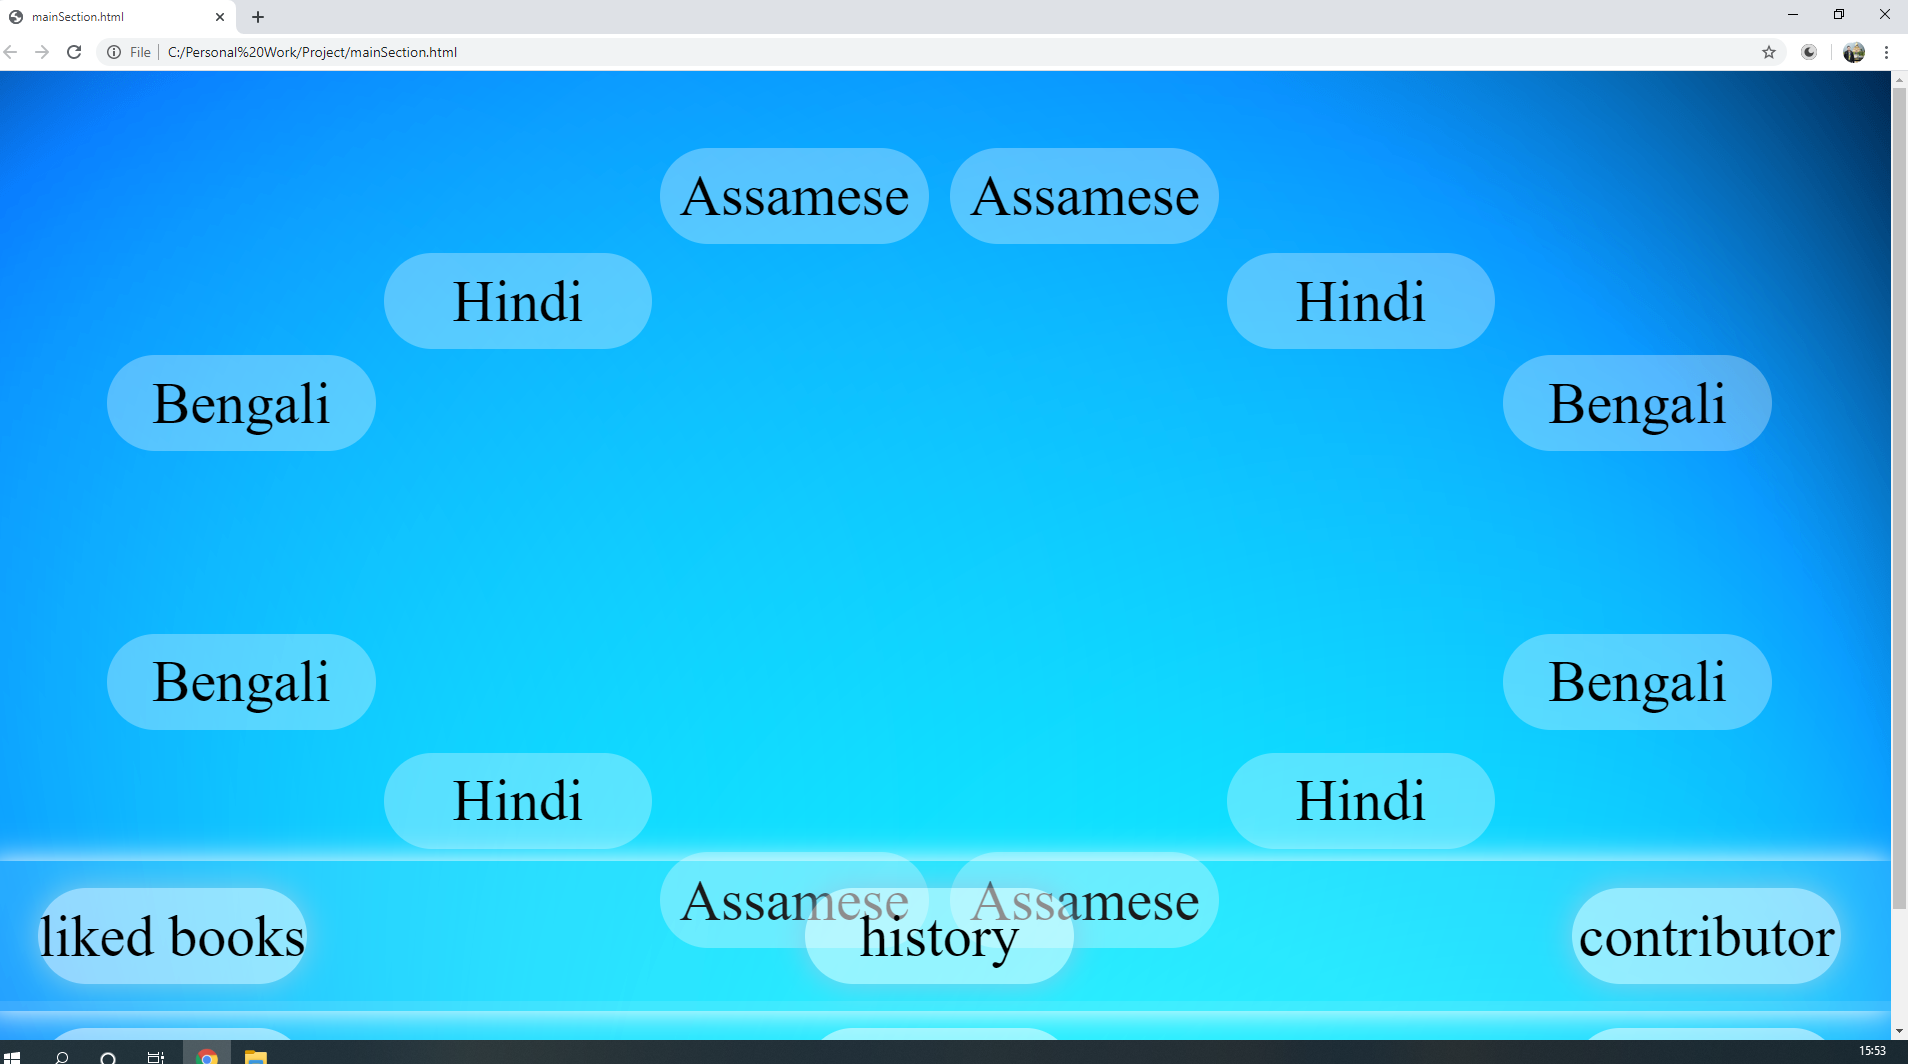 mainSection.html
File C:/Personal%20Work/Project/mainSection.html
Assamese Assamese
Hindi Hindi
Bengali Bengali
Bengali Bengali
Hindi Hindi
Assamese Assamese
liked books history contributor
15:53